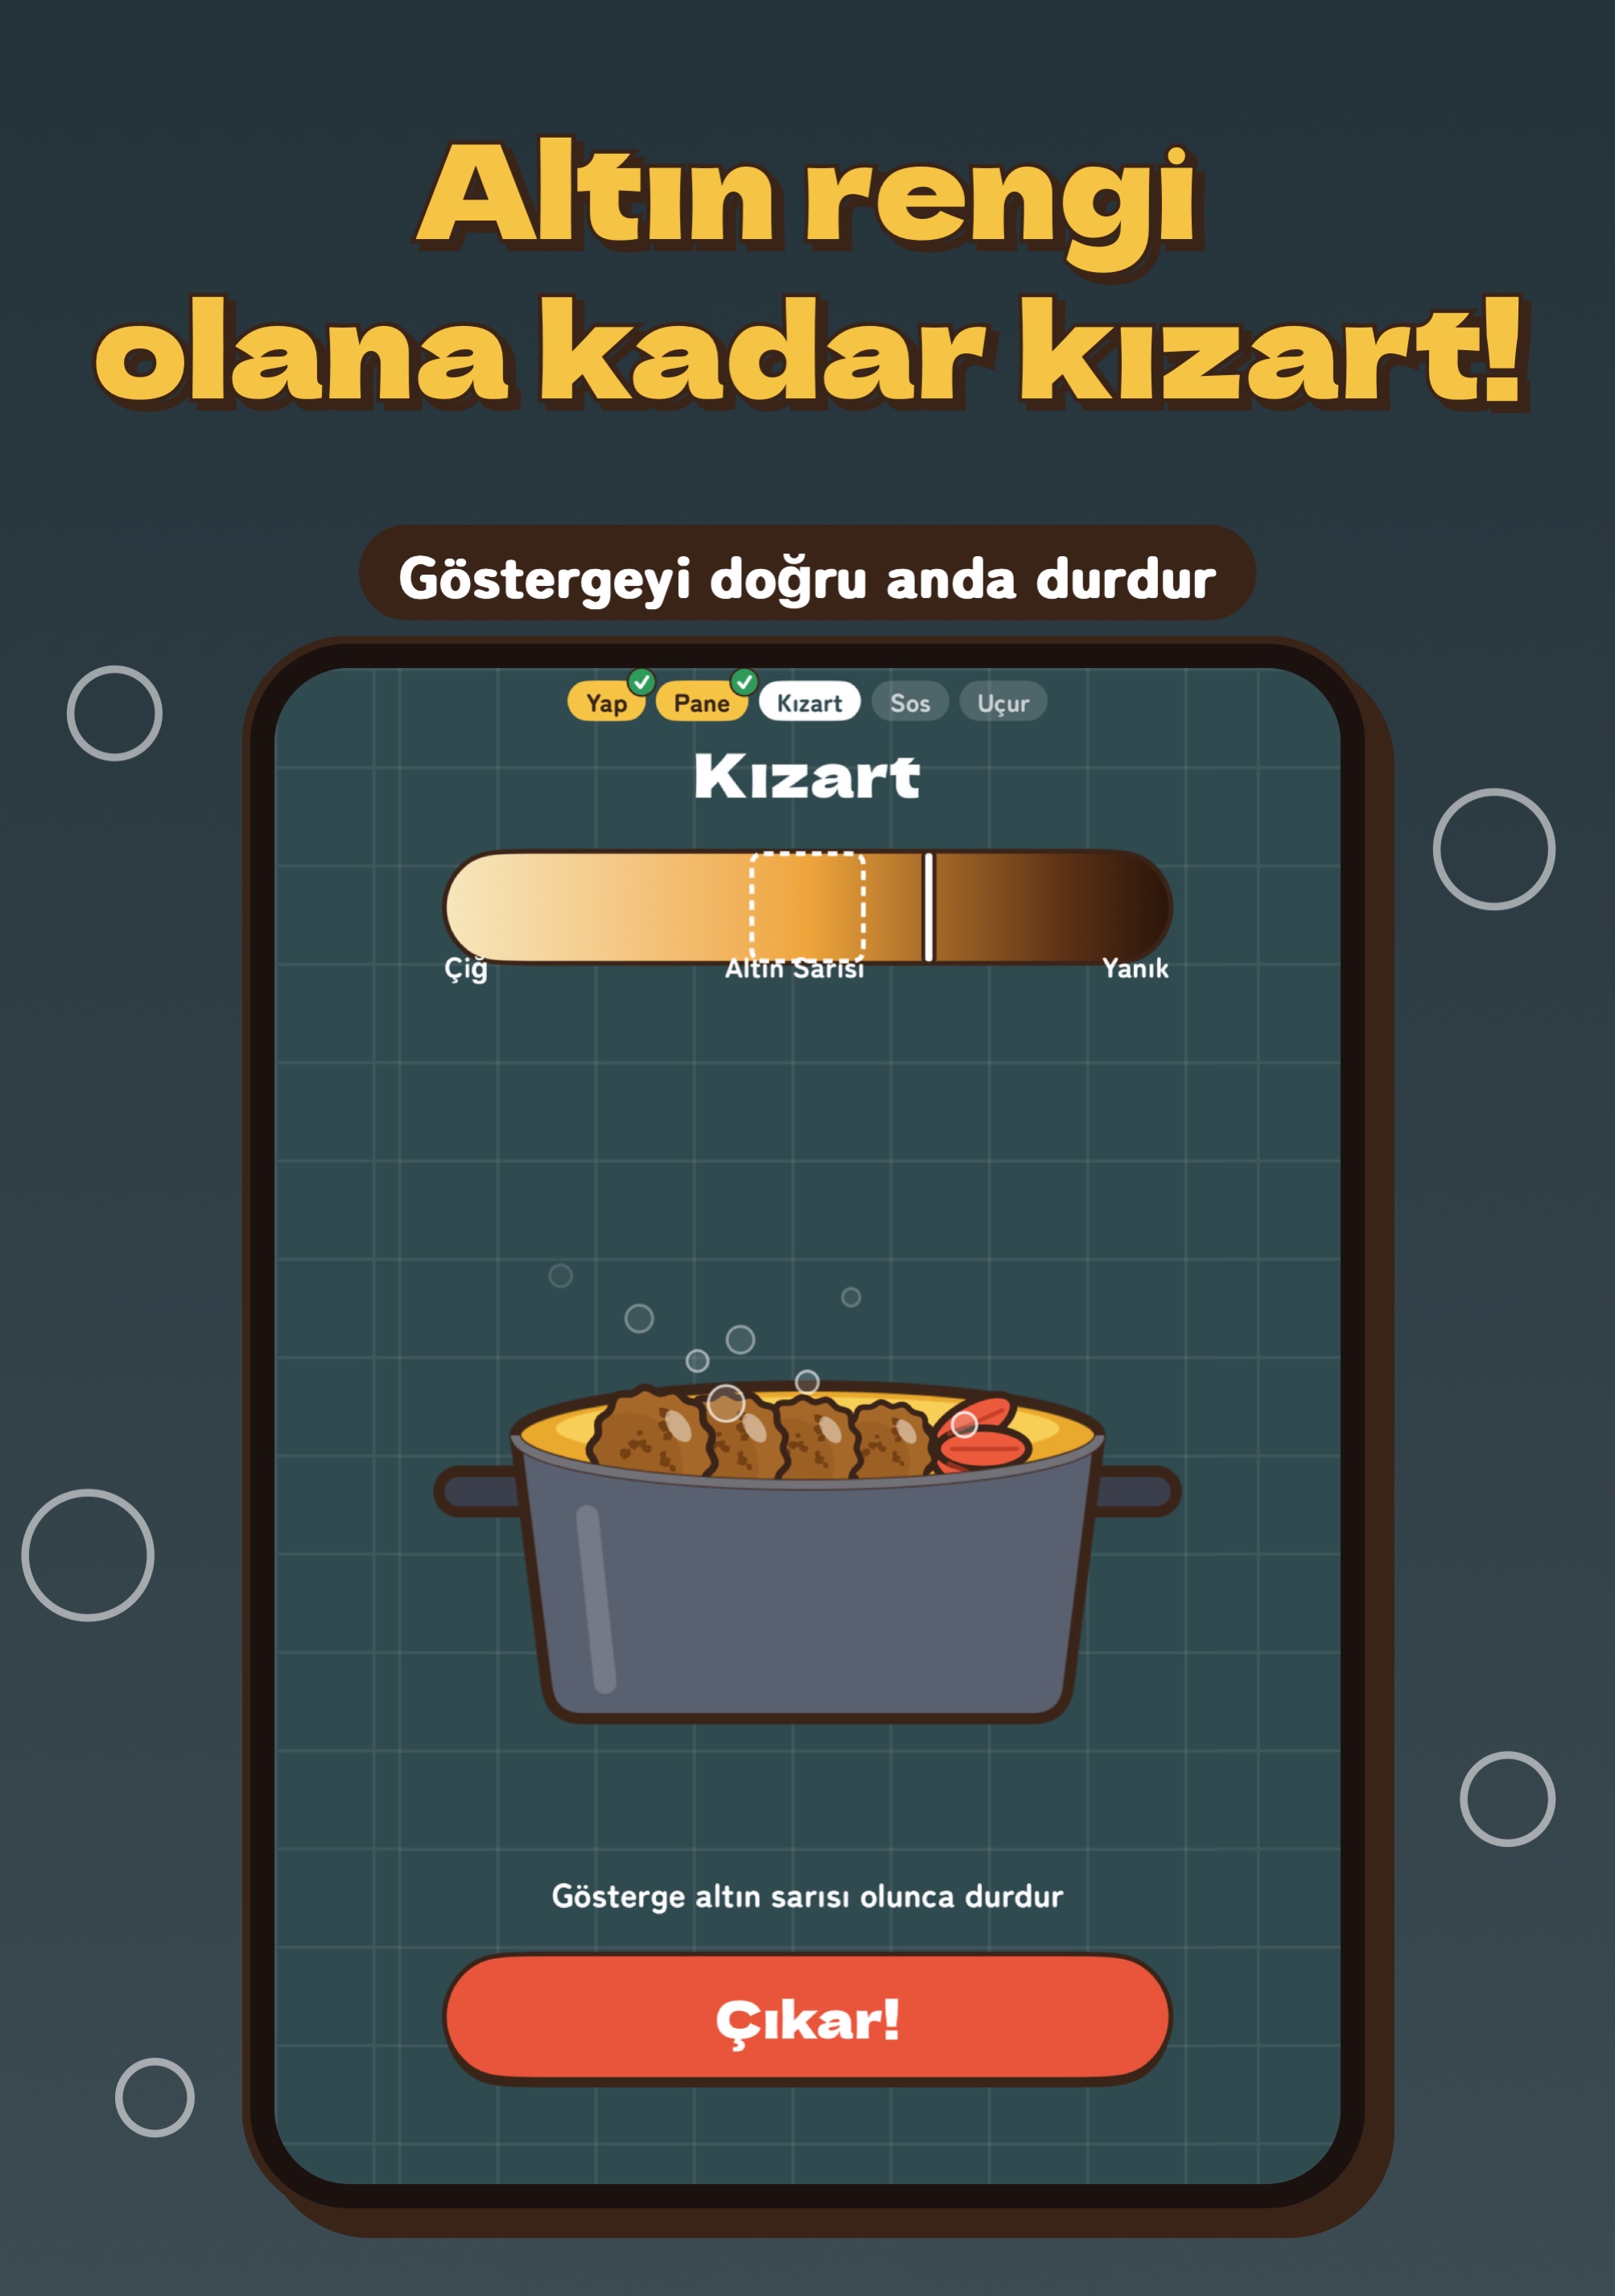 Altın rengi
olana kadar kızart!
Göstergeyi doğru anda durdur
Yap Pane Kızart Sos Uçur
Kızart
Çiğ Altın Sarısı Yanık
Gösterge altın sarısı olunca durdur
Çıkar!